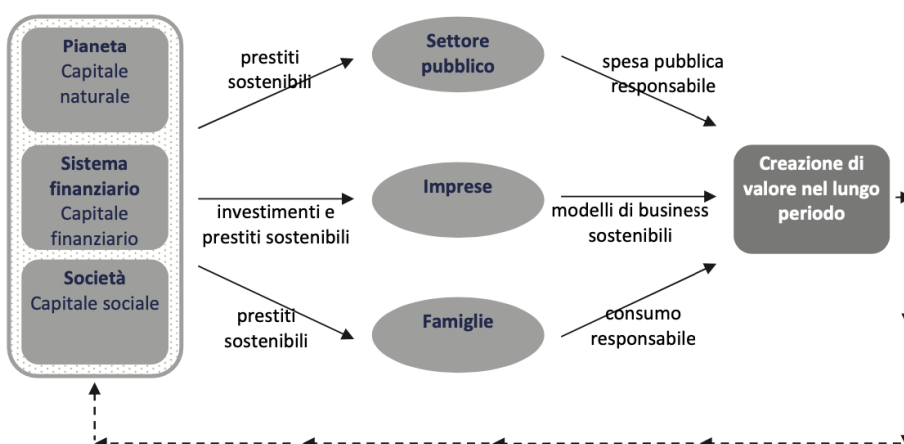 Pianeta
Capitale
naturale
Sistema
finanziario
Capitale
finanziario
Società
Capitale sociale
prestiti
sostenibili
investimenti e
prestiti sostenibili
prestiti
sostenibili
Settore
pubblico
Imprese
Famiglie
spesa pubblica
responsabile
modelli di business
sostenibili
consumo
responsabile
Creazione di
valore nel lungo
periodo